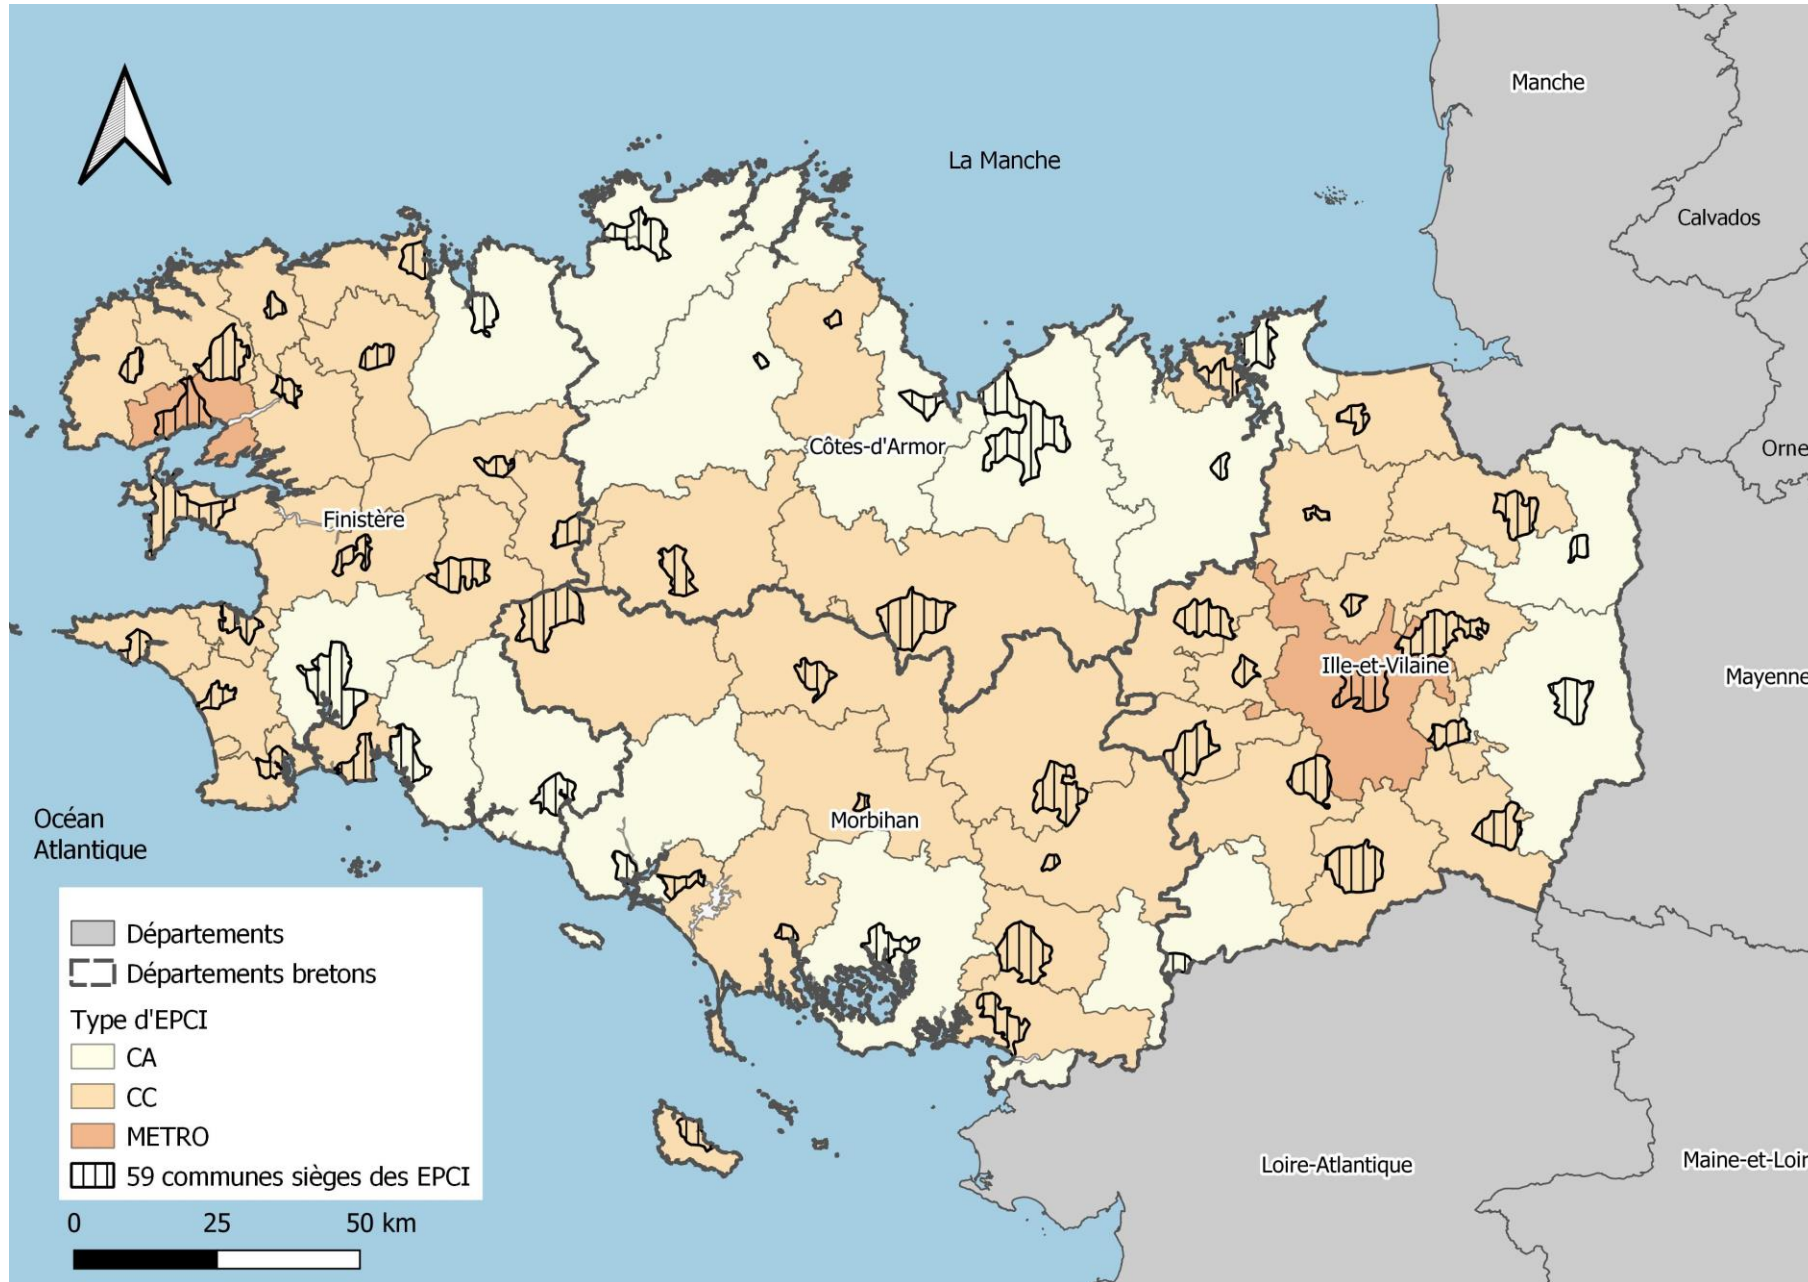 Manche
La Manche
Calvados
Côtes-d'Armor
Orne
Finistère
Ille-et-Vilaine
Mayenne
Océan
Atlantique
Morbihan
Départements
Départements bretons
Type d'EPCI
CA
CC
METRO
59 communes sièges des EPCI
Loire-Atlantique
Maine-et-Loir
0 25 50 km